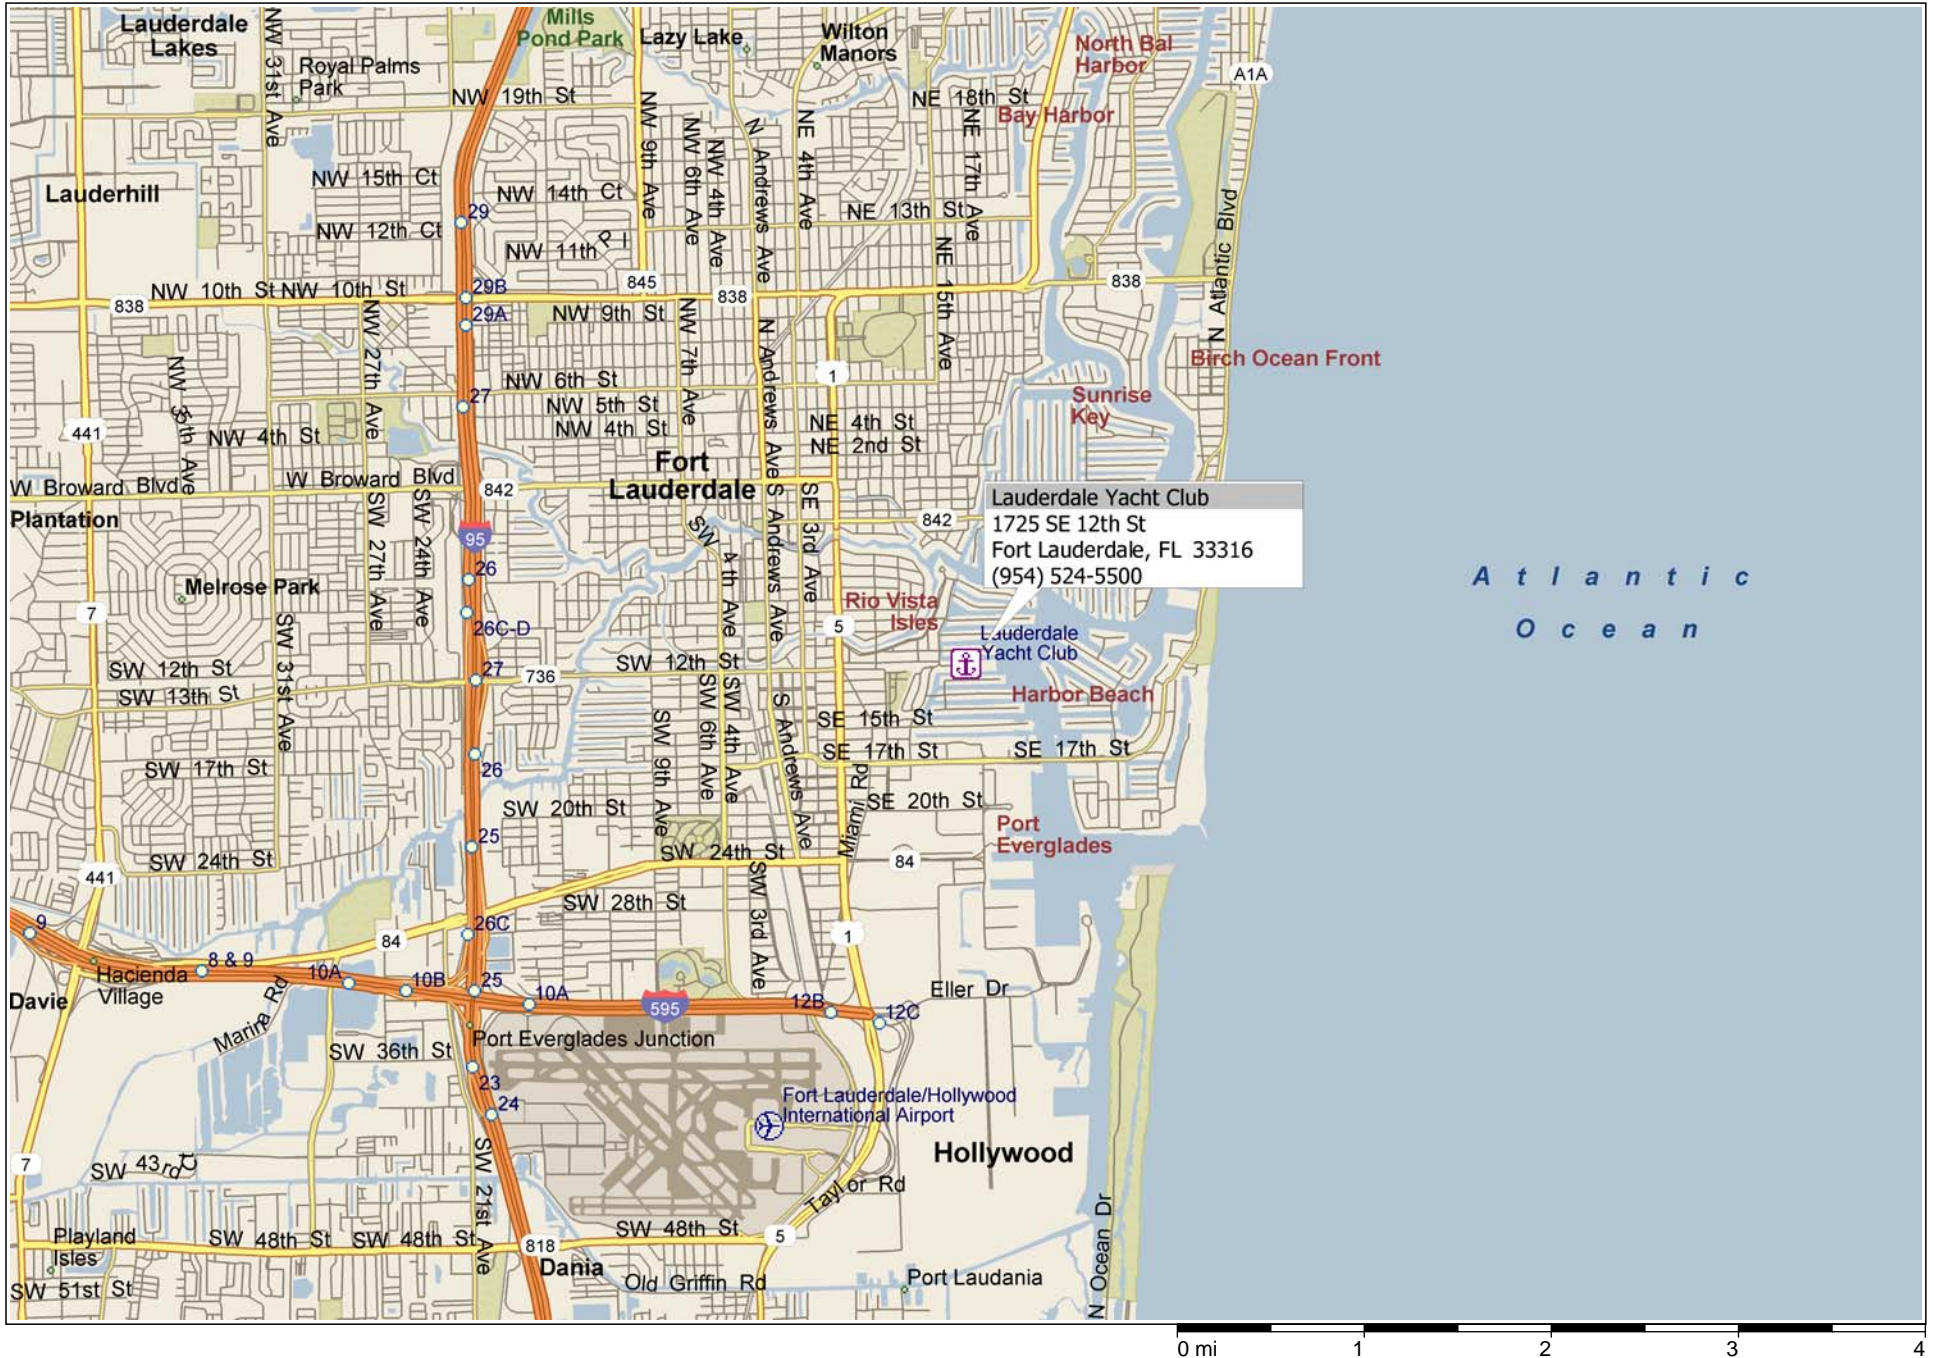 Lauderdale
Lakes
Mills
Pond Park
Lazy Lake
Wilton
Manors
North Bal
Harbor
A1A
NW 31st Ave
Royal Palms
Park
NW 19th St
NE 18th St
Bay Harbor
NW 9th Ave
NW 6th Ave
NW 4th Ave
N Andrews Ave
NE 4th Ave
NE 17th Ave
Lauderhill
NW 15th Ct
NW 14th Ct
29
NW 12th Ct
NE 13th St
NW 11th Pl
NE 15th Ave
N Atlantic Blvd
838
NW 10th St
NW 10th St
29B
845
838
838
29A
NW 9th St
NW 27th Ave
NW 7th Ave
N Andrews Ave
NW 35th Ave
1
Birch Ocean Front
NW 6th St
27
NW 5th St
NW 4th St
Sunrise
Key
NE 4th St
NE 2nd St
441
NW 4th St
Fort
Lauderdale
W Broward Blvd
W Broward Blvd
842
Plantation
SW 27th Ave
SW 24th Ave
95
SW 4th Ave
S Andrews Ave
SE 3rd Ave
842
Lauderdale Yacht Club
1725 SE 12th St
Fort Lauderdale, FL 33316
(954) 524-5500
Atlantic
Ocean
Melrose Park
26
7
26C-D
Rio Vista
Isles
5
Lauderdale
Yacht Club
SW 31st Ave
SW 12th St
SW 13th St
27
736
SW 12th St
Harbor Beach
SW 9th Ave
SW 6th Ave
SW 4th Ave
S Andrews Ave
SE 15th St
SE 17th St
SE 17th St
SW 17th St
26
Miami Rd
SW 20th St
SE 20th St
25
Port
Everglades
SW 24th St
SW 24th St
84
441
SW 3rd Ave
SW 28th St
9
26C
84
1
8 & 9
Hacienda
Village
10A
10B
25
10A
595
12B
12C
Eller Dr
Davie
Marina Rd
Port Everglades Junction
SW 36th St
23
24
Fort Lauderdale/Hollywood
International Airport
Hollywood
7
SW 43rd Ct
SW 21st Ave
Taylor Rd
N Ocean Dr
Playland
Isles
SW 48th St
SW 48th St
818
SW 48th St
5
Dania
SW 51st St
Old Griffin Rd
Port Laudania
0 mi 1 2 3 4